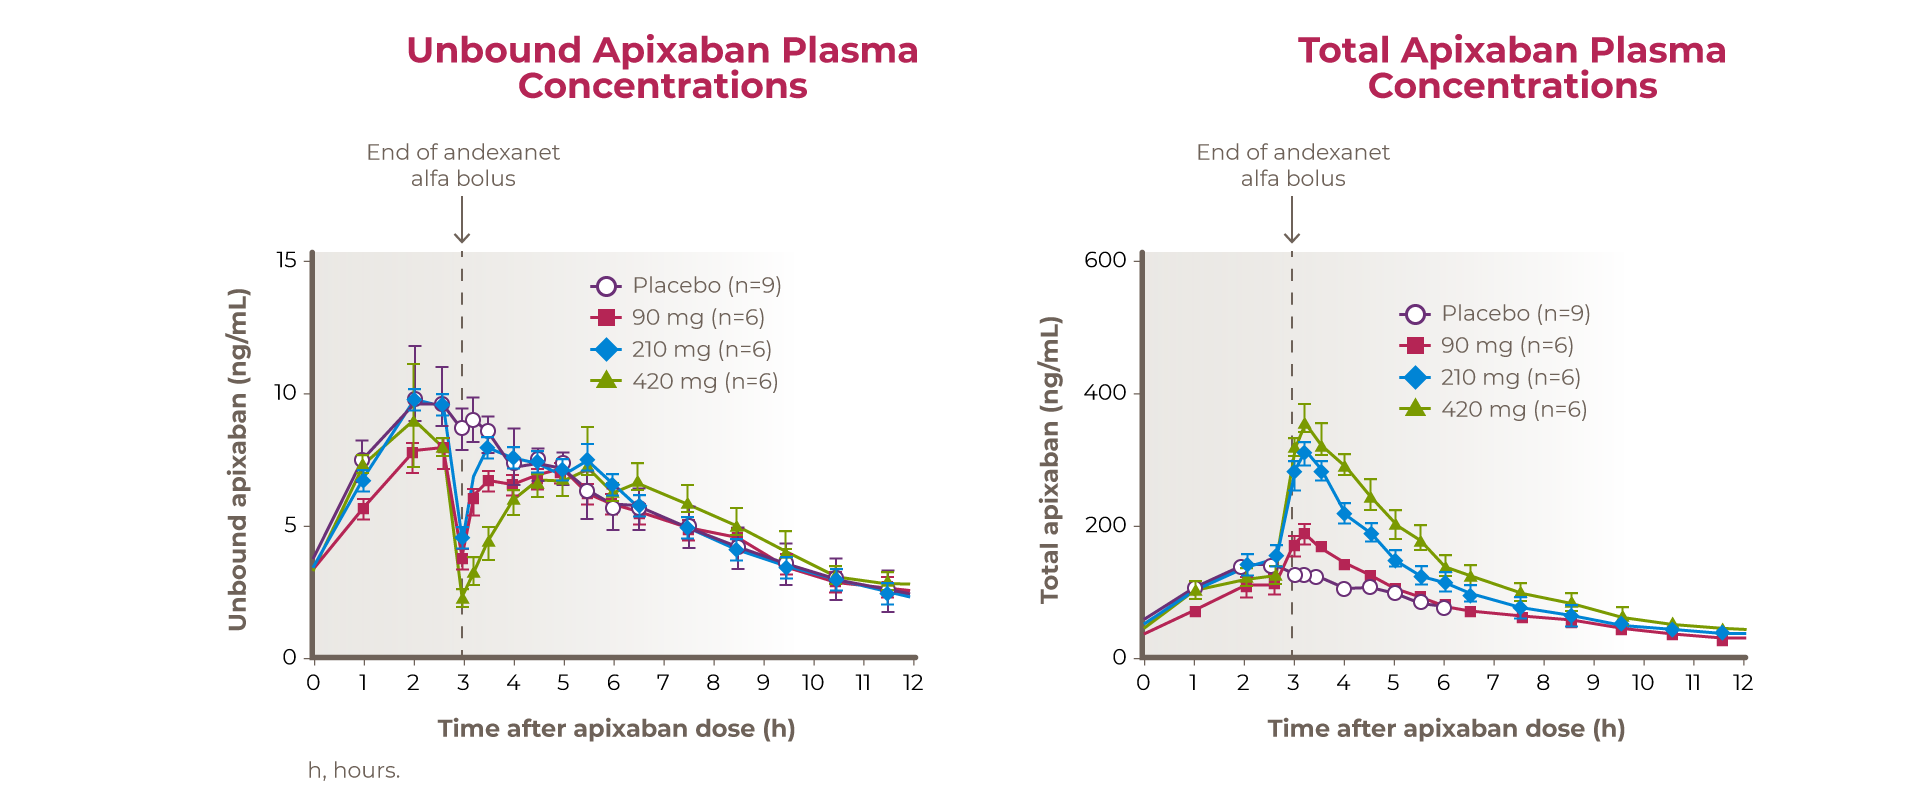 Unbound Apixaban Plasma
Concentrations
End of andexanet
alfa bolus
Unbound apixaban (ng/mL)
15
10
5
0
Placebo (n=9)
90 mg (n=6)
210 mg (n=6)
420 mg (n=6)
0 1 2 3 4 5 6 7 8 9 10 11 12
Time after apixaban dose (h)
h, hours.
Total Apixaban Plasma
Concentrations
End of andexanet
alfa bolus
Total apixaban (ng/mL)
600
400
200
0
Placebo (n=9)
90 mg (n=6)
210 mg (n=6)
420 mg (n=6)
0 1 2 3 4 5 6 7 8 9 10 11 12
Time after apixaban dose (h)